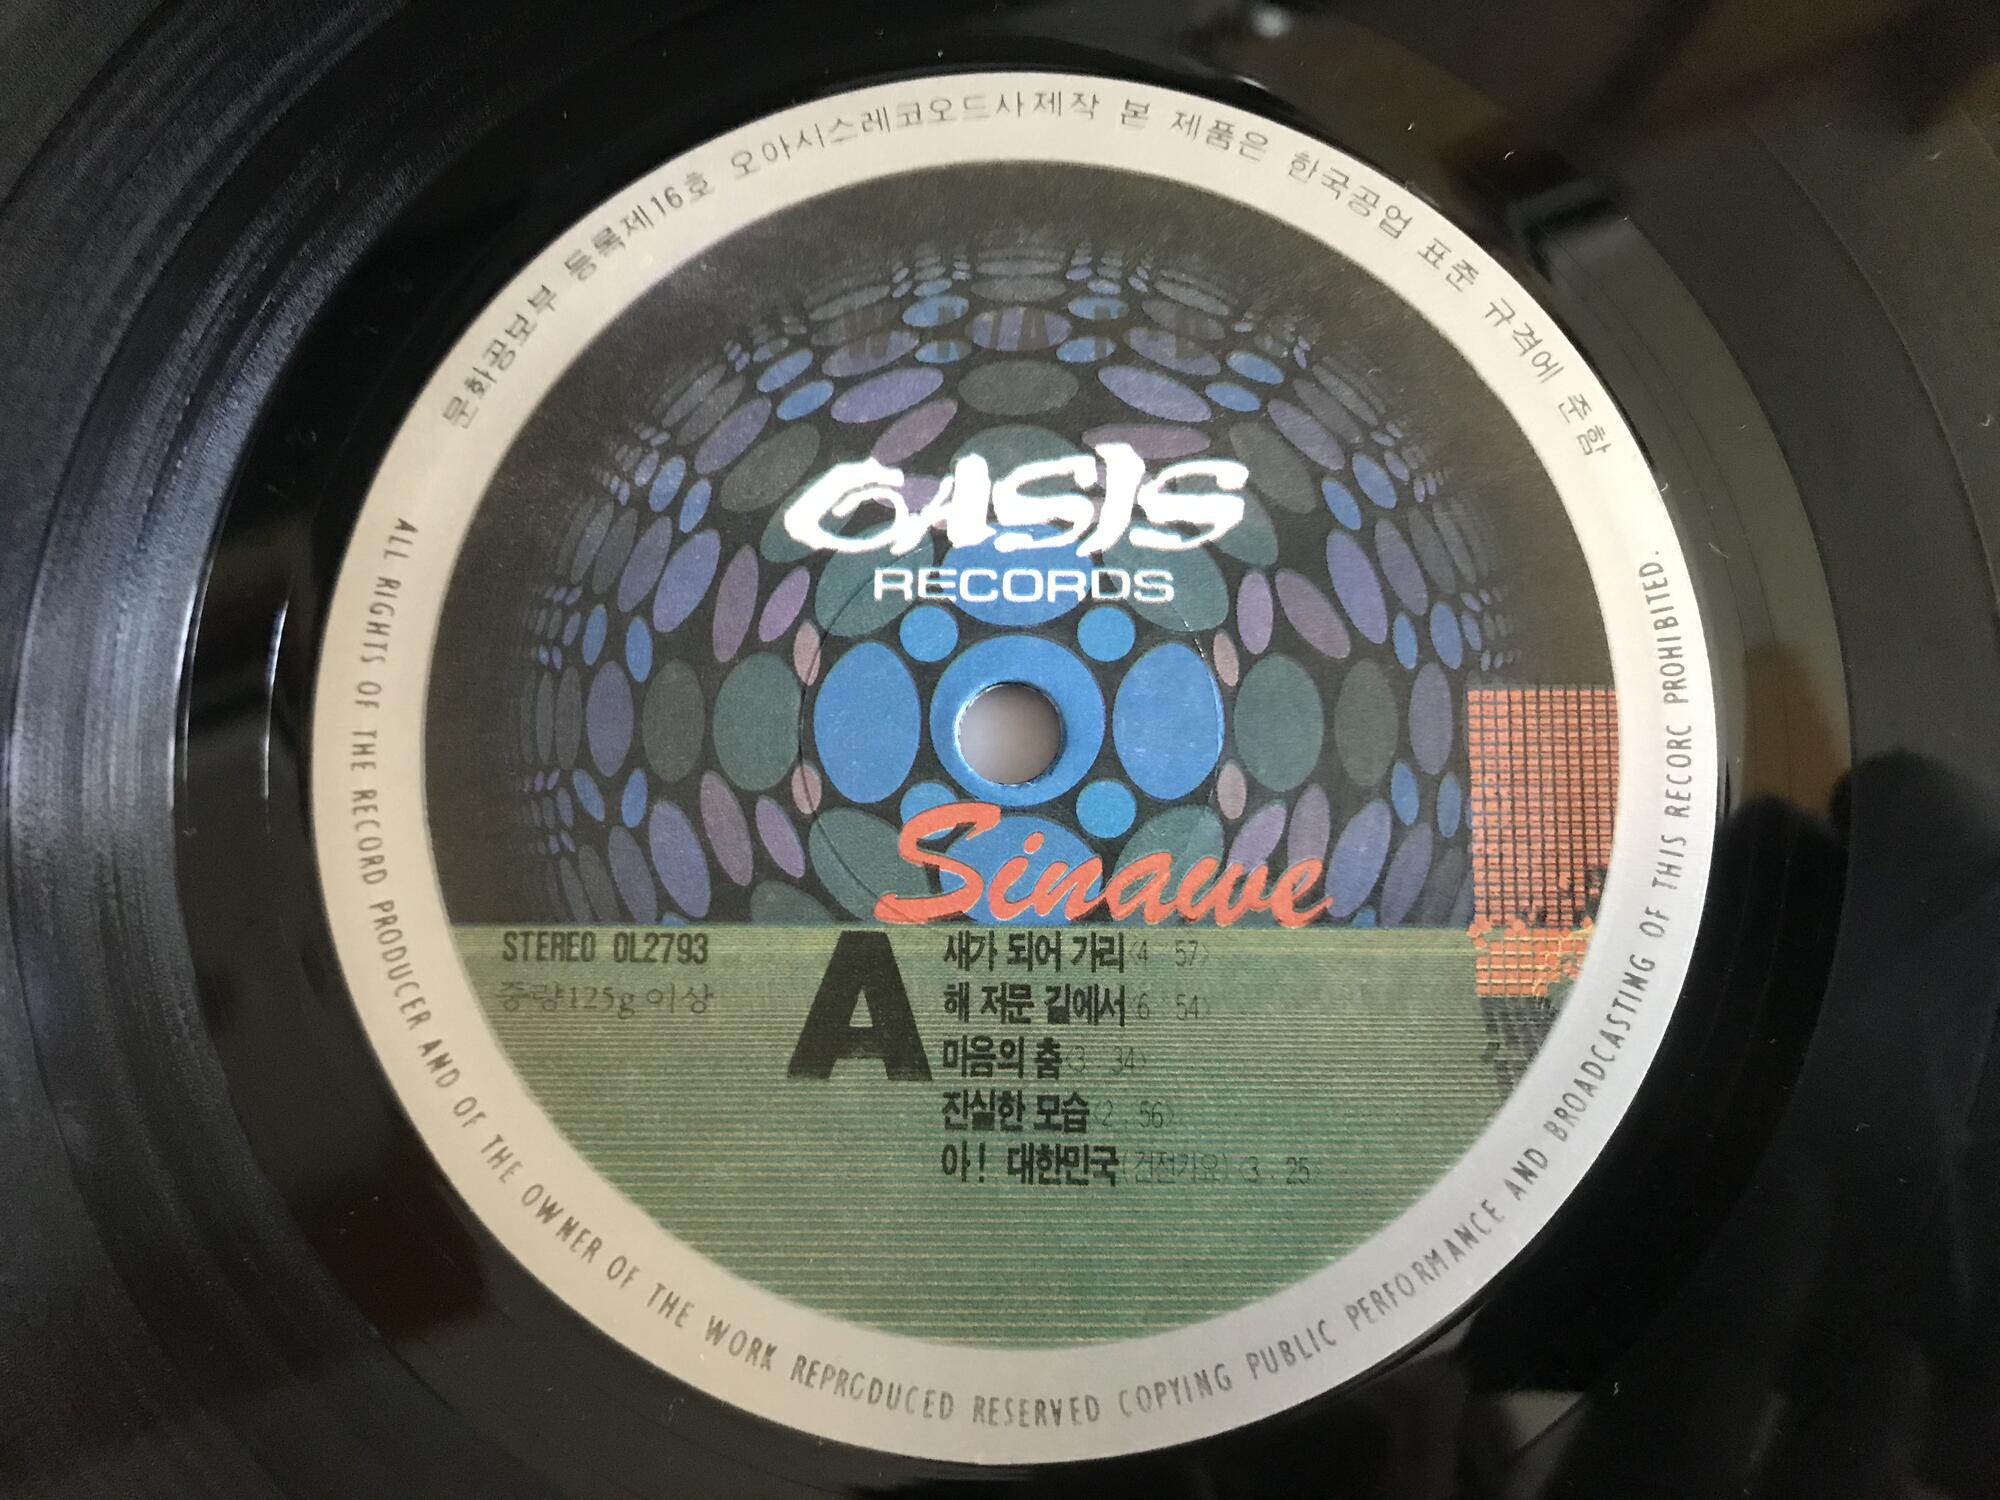 문화공보부 등록제16호 오아시스레코오드사제작 본 제품은 한국공업 표준 규격에 준함
OASIS
RECORDS
Sinawe
STEREO OL2793
중량125g 이상
A
새가 되어 가리〈4 : 57〉
해 저문 길에서〈6 : 54〉
마음의 춤〈3 : 34〉
진실한 모습〈2 : 56〉
아! 대한민국(건전가요)〈3 : 25〉
ALL RIGHTS OF THE RECORD PRODUCER AND OF THE OWNER OF THE WORK REPRODUCED RESERVED COPYING PUBLIC PERFORMANCE AND BROADCASTING OF THIS RECORC PROHIBITED.